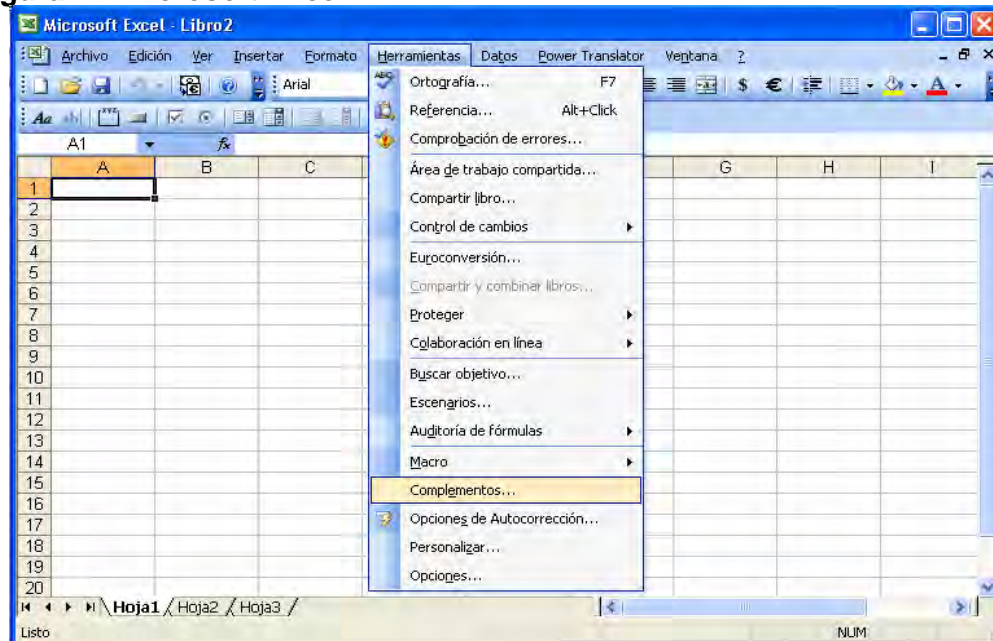 Microsoft Excel - Libro2
Archivo Edición Ver Insertar Formato Herramientas Datos Power Translator Ventana ?
Arial
$ €
A1 fx
A B C G H I
1
2
3
4
5
6
7
8
9
10
11
12
13
14
15
16
17
18
19
20
Ortografía... F7
Referencia... Alt+Click
Comprobación de errores...
Área de trabajo compartida...
Compartir libro...
Control de cambios
Euroconversión...
Compartir y combinar libros...
Proteger
Colaboración en línea
Buscar objetivo...
Escenarios...
Auditoría de fórmulas
Macro
Complementos...
Opciones de Autocorrección...
Personalizar...
Opciones...
Hoja1 Hoja2 Hoja3
Listo NUM